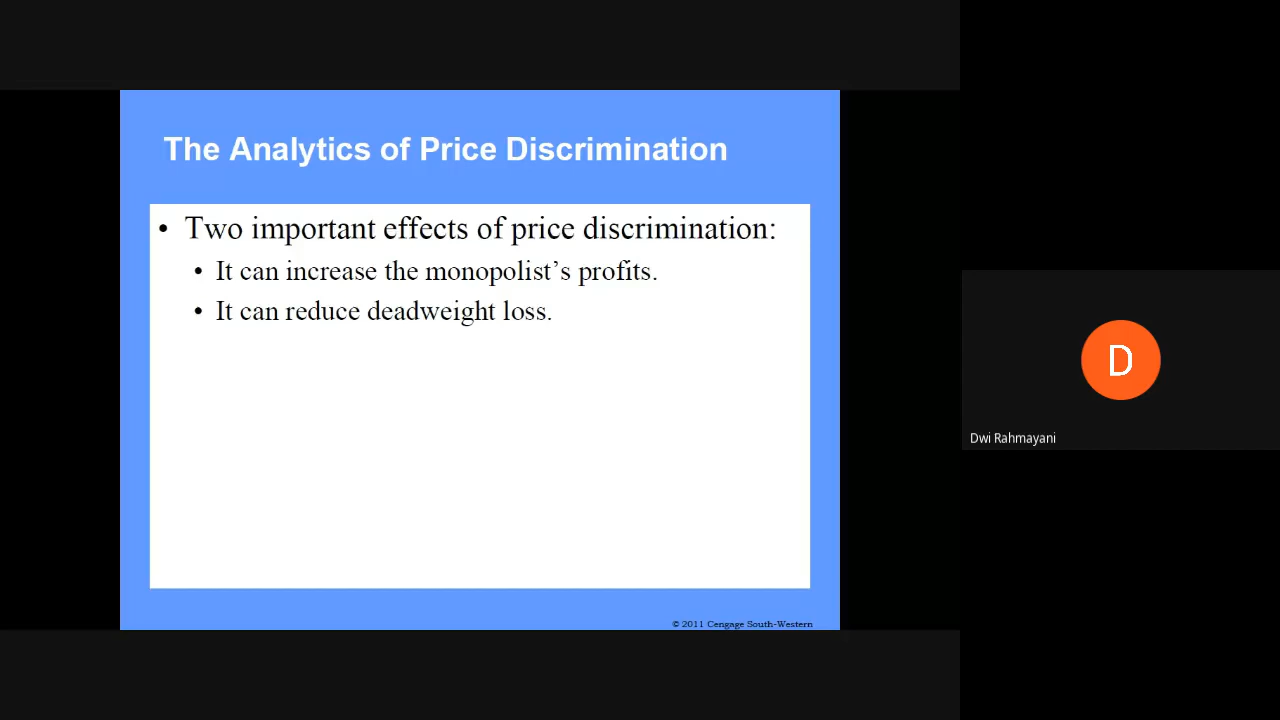 The Analytics of Price Discrimination
• Two important effects of price discrimination:
• It can increase the monopolist’s profits.
• It can reduce deadweight loss.
© 2011 Cengage South-Western
D
Dwi Rahmayani